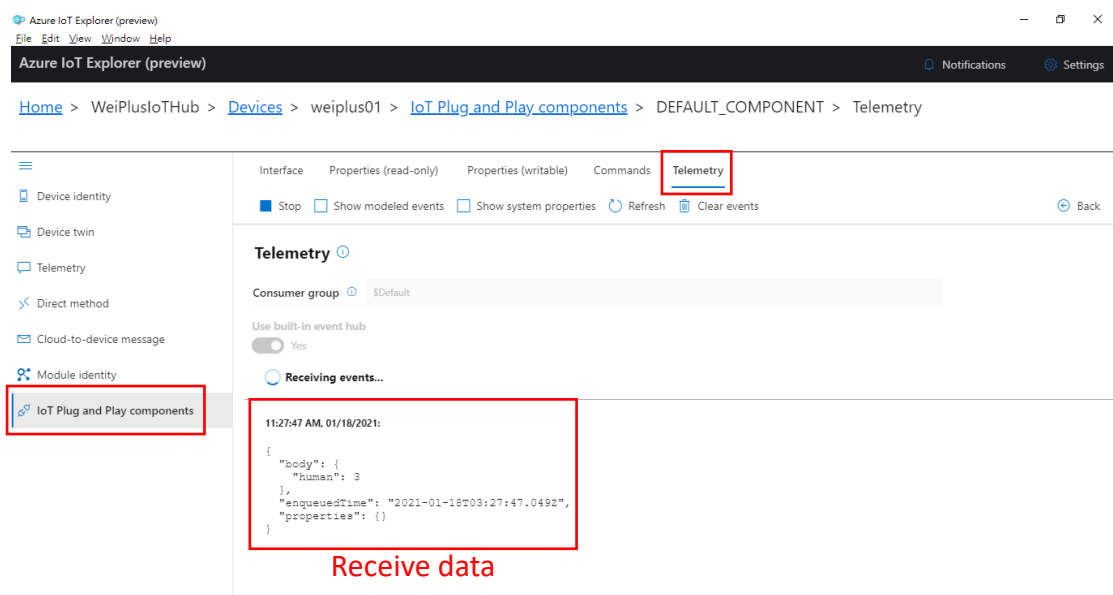 Azure IoT Explorer (preview)
File Edit View Window Help
Azure IoT Explorer (preview)
Notifications
Settings
Home > WeiPlusIoTHub > Devices > weiplus01 > IoT Plug and Play components > DEFAULT_COMPONENT > Telemetry
Device identity
Device twin
Telemetry
Direct method
Cloud-to-device message
Module identity
IoT Plug and Play components
Interface Properties (read-only) Properties (writable) Commands Telemetry
Stop Show modeled events Show system properties Refresh Clear events Back
Telemetry
Consumer group $Default
Use built-in event hub
Yes
Receiving events...
11:27:47 AM, 01/18/2021:
{
"body": {
"human": 3
},
"enqueuedTime": "2021-01-18T03:27:47.049Z",
"properties": {}
}
Receive data